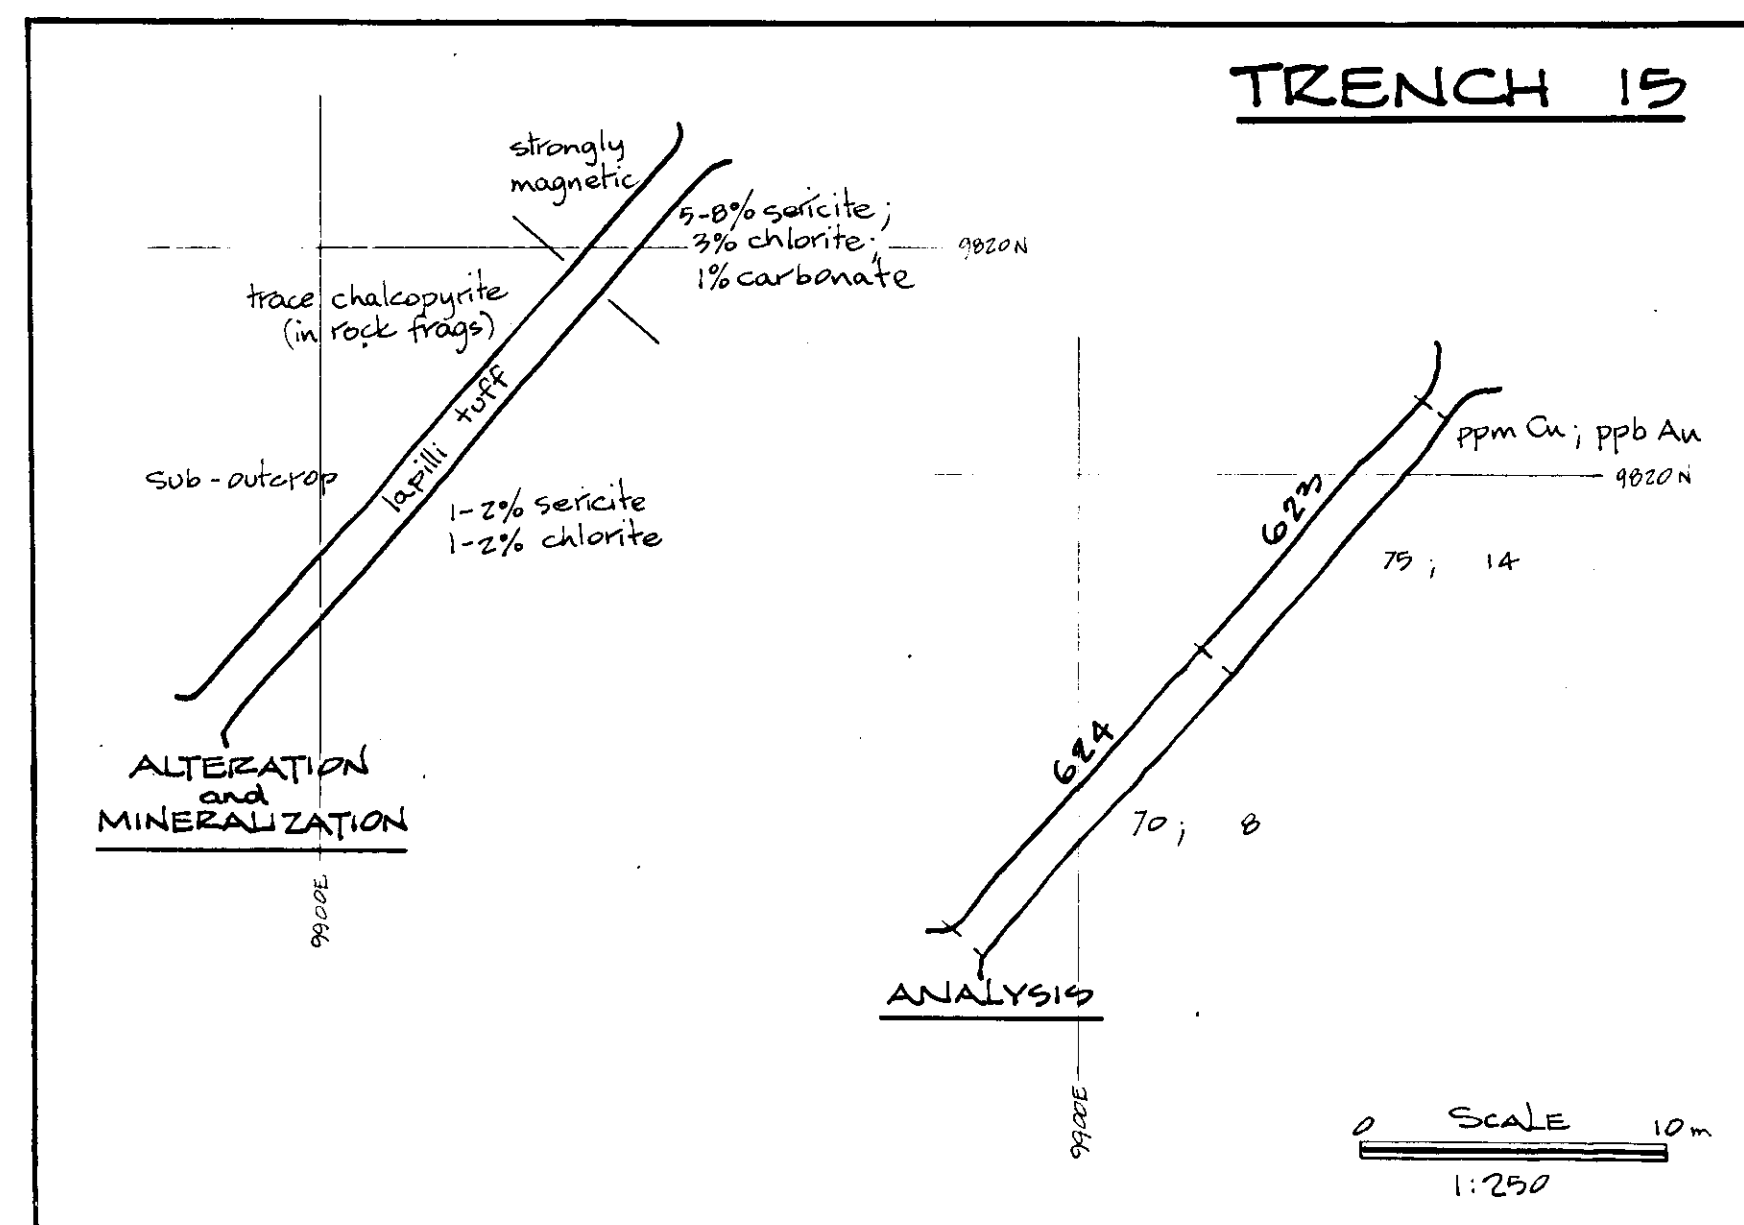 TRENCH 15
strongly
magnetic
5-8% sericite;
3% chlorite;
1% carbonate
9820N
trace chalcopyrite
(in rock frags)
lapilli tuff
sub-outcrop
1-2% sericite
1-2% chlorite
ALTERATION
and
MINERALIZATION
9900E
ppm Cu; ppb Au
9820N
623
75; 14
624
70; 8
ANALYSIS
9900E
0 SCALE 10m
1:250